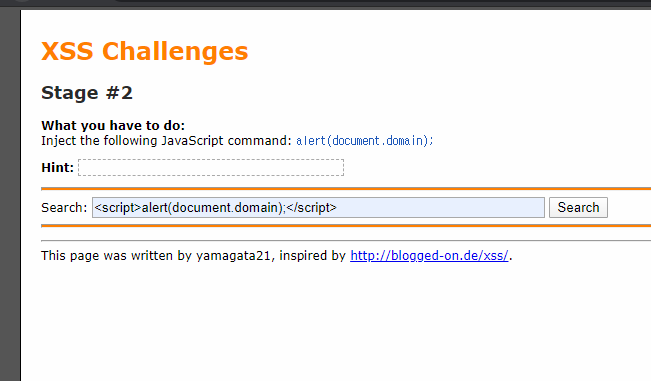 XSS Challenges
Stage #2
What you have to do:
Inject the following JavaScript command: alert(document.domain);
Hint:
Search: <script>alert(document.domain);</script> Search
This page was written by yamagata21, inspired by http://blogged-on.de/xss/.